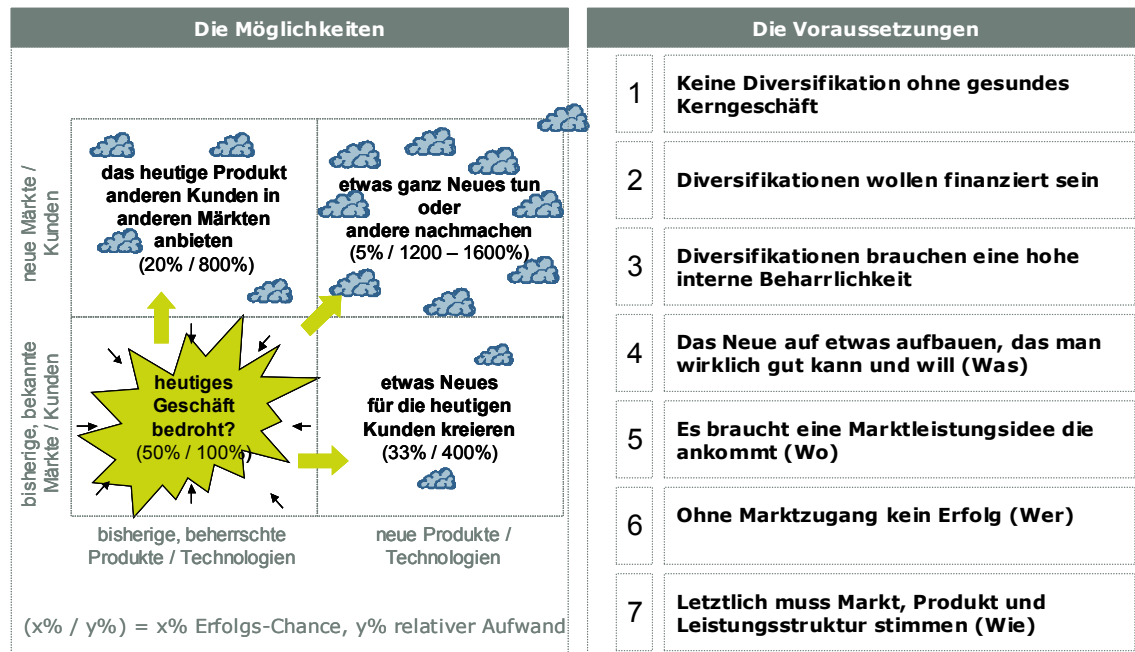 Die Möglichkeiten
neue Märkte /
Kunden
das heutige Produkt
anderen Kunden in
anderen Märkten
anbieten
(20% / 800%)
etwas ganz Neues tun
oder
andere nachmachen
(5% / 1200 – 1600%)
bisherige, bekannte
Märkte / Kunden
heutiges
Geschäft
bedroht?
(50% / 100%)
etwas Neues
für die heutigen
Kunden kreieren
(33% / 400%)
bisherige, beherrschte
Produkte / Technologien
neue Produkte /
Technologien
(x% / y%) = x% Erfolgs-Chance, y% relativer Aufwand
Die Voraussetzungen
1
Keine Diversifikation ohne gesundes
Kerngeschäft
2
Diversifikationen wollen finanziert sein
3
Diversifikationen brauchen eine hohe
interne Beharrlichkeit
4
Das Neue auf etwas aufbauen, das man
wirklich gut kann und will (Was)
5
Es braucht eine Marktleistungsidee die
ankommt (Wo)
6
Ohne Marktzugang kein Erfolg (Wer)
7
Letztlich muss Markt, Produkt und
Leistungsstruktur stimmen (Wie)